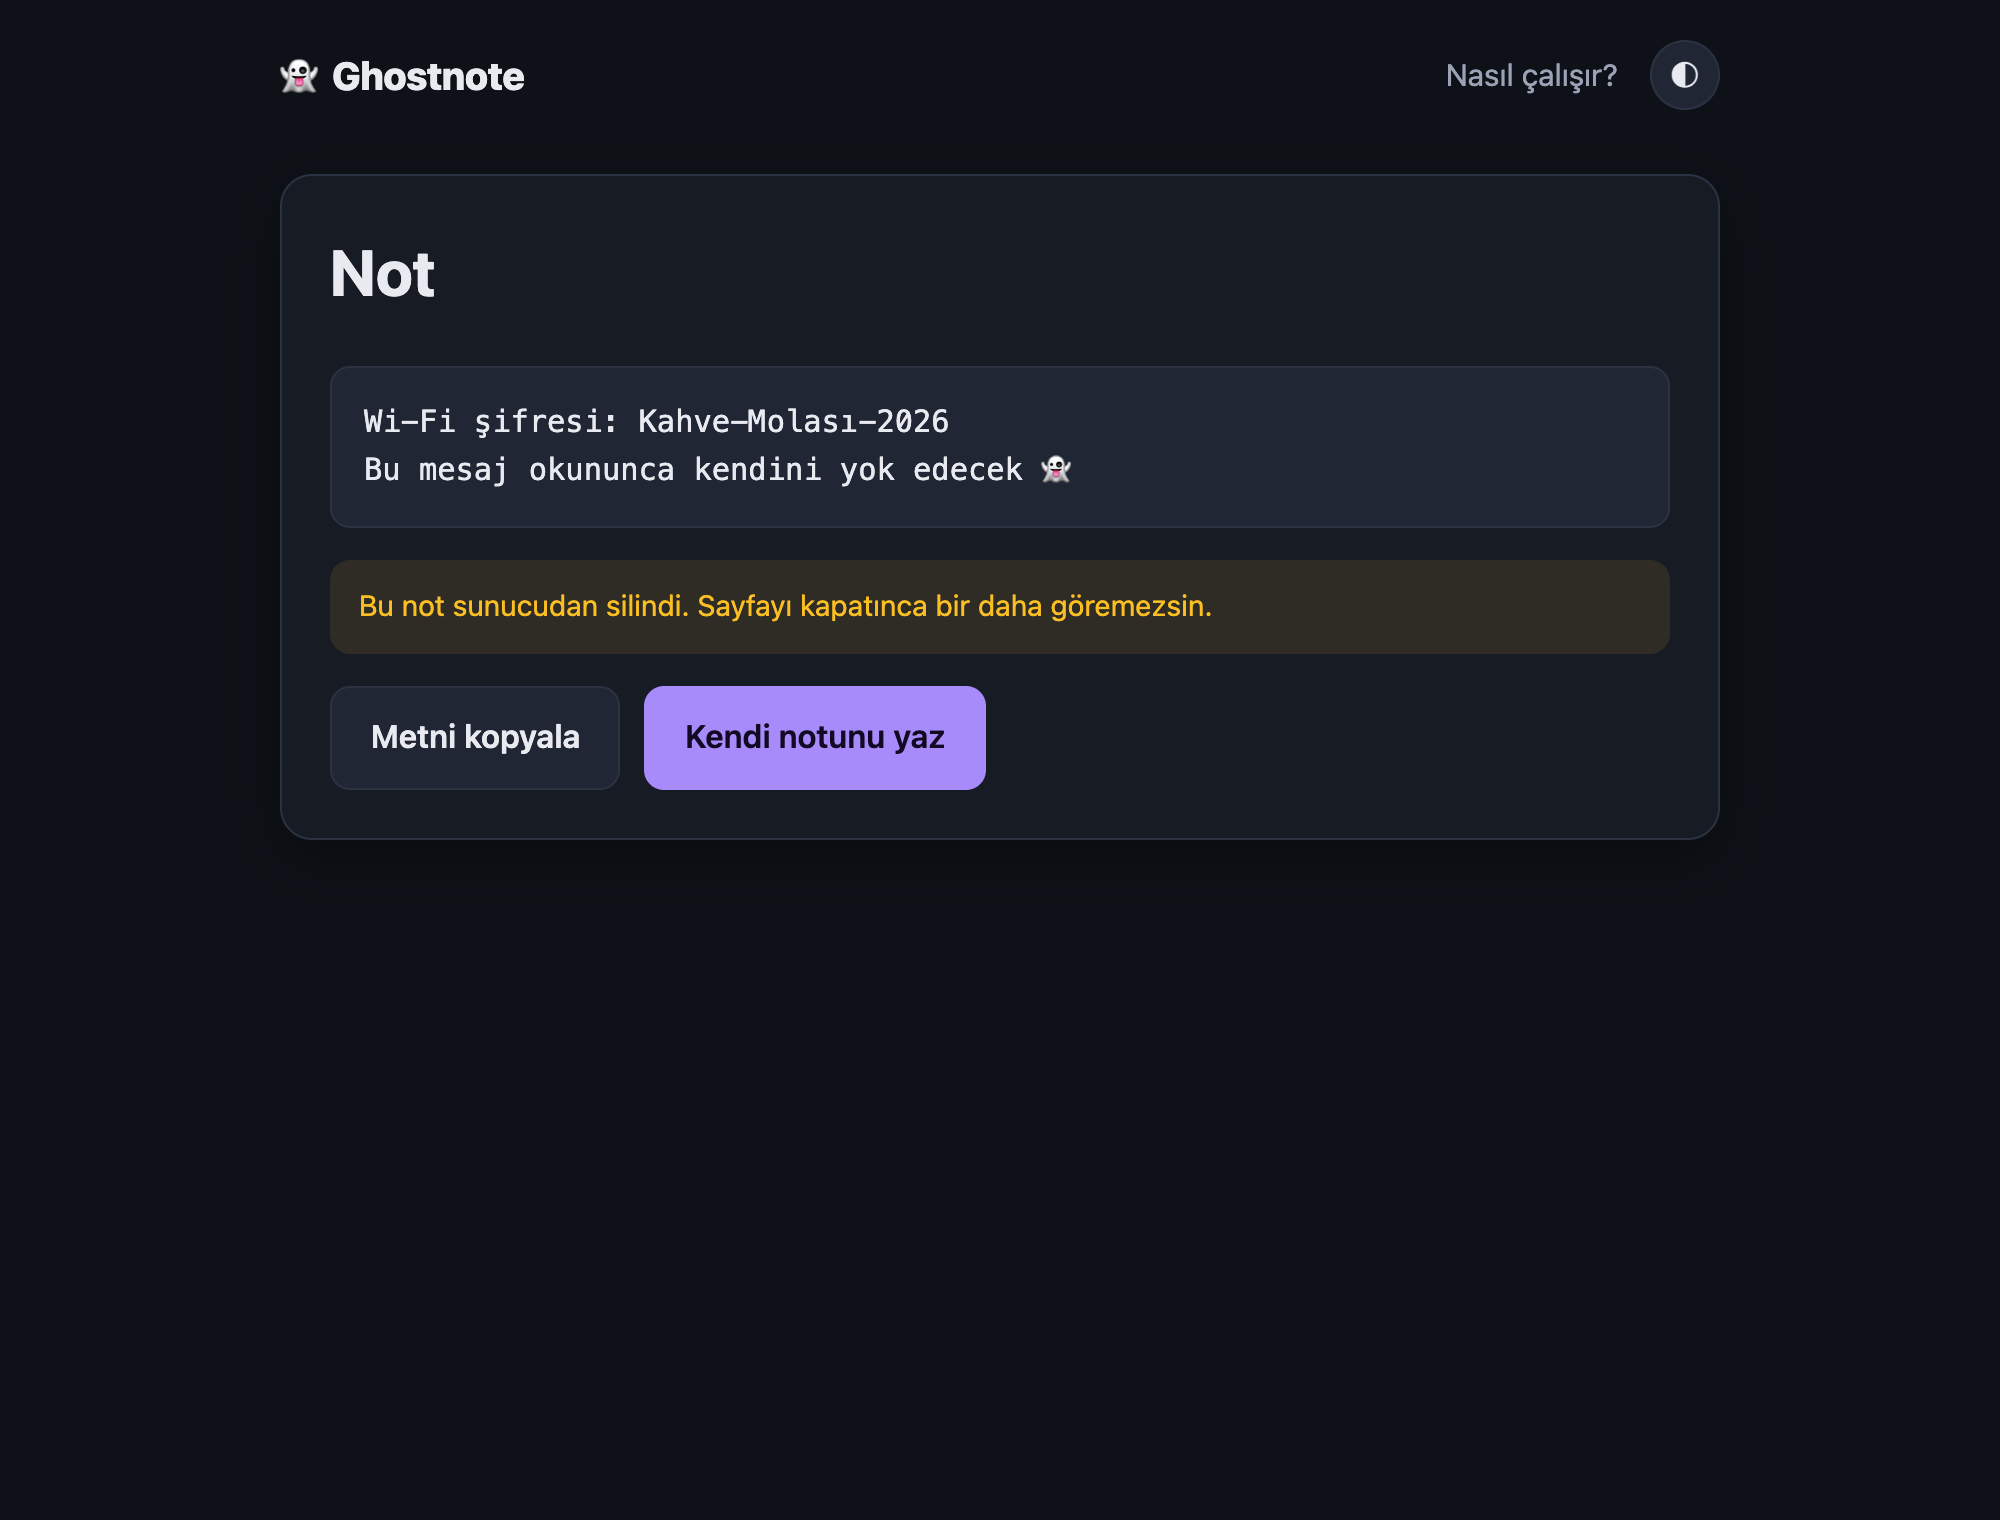 👻 Ghostnote
Nasıl çalışır?
Not
Wi-Fi şifresi: Kahve-Molası-2026
Bu mesaj okununca kendini yok edecek 👻
Bu not sunucudan silindi. Sayfayı kapatınca bir daha göremezsin.
Metni kopyala
Kendi notunu yaz